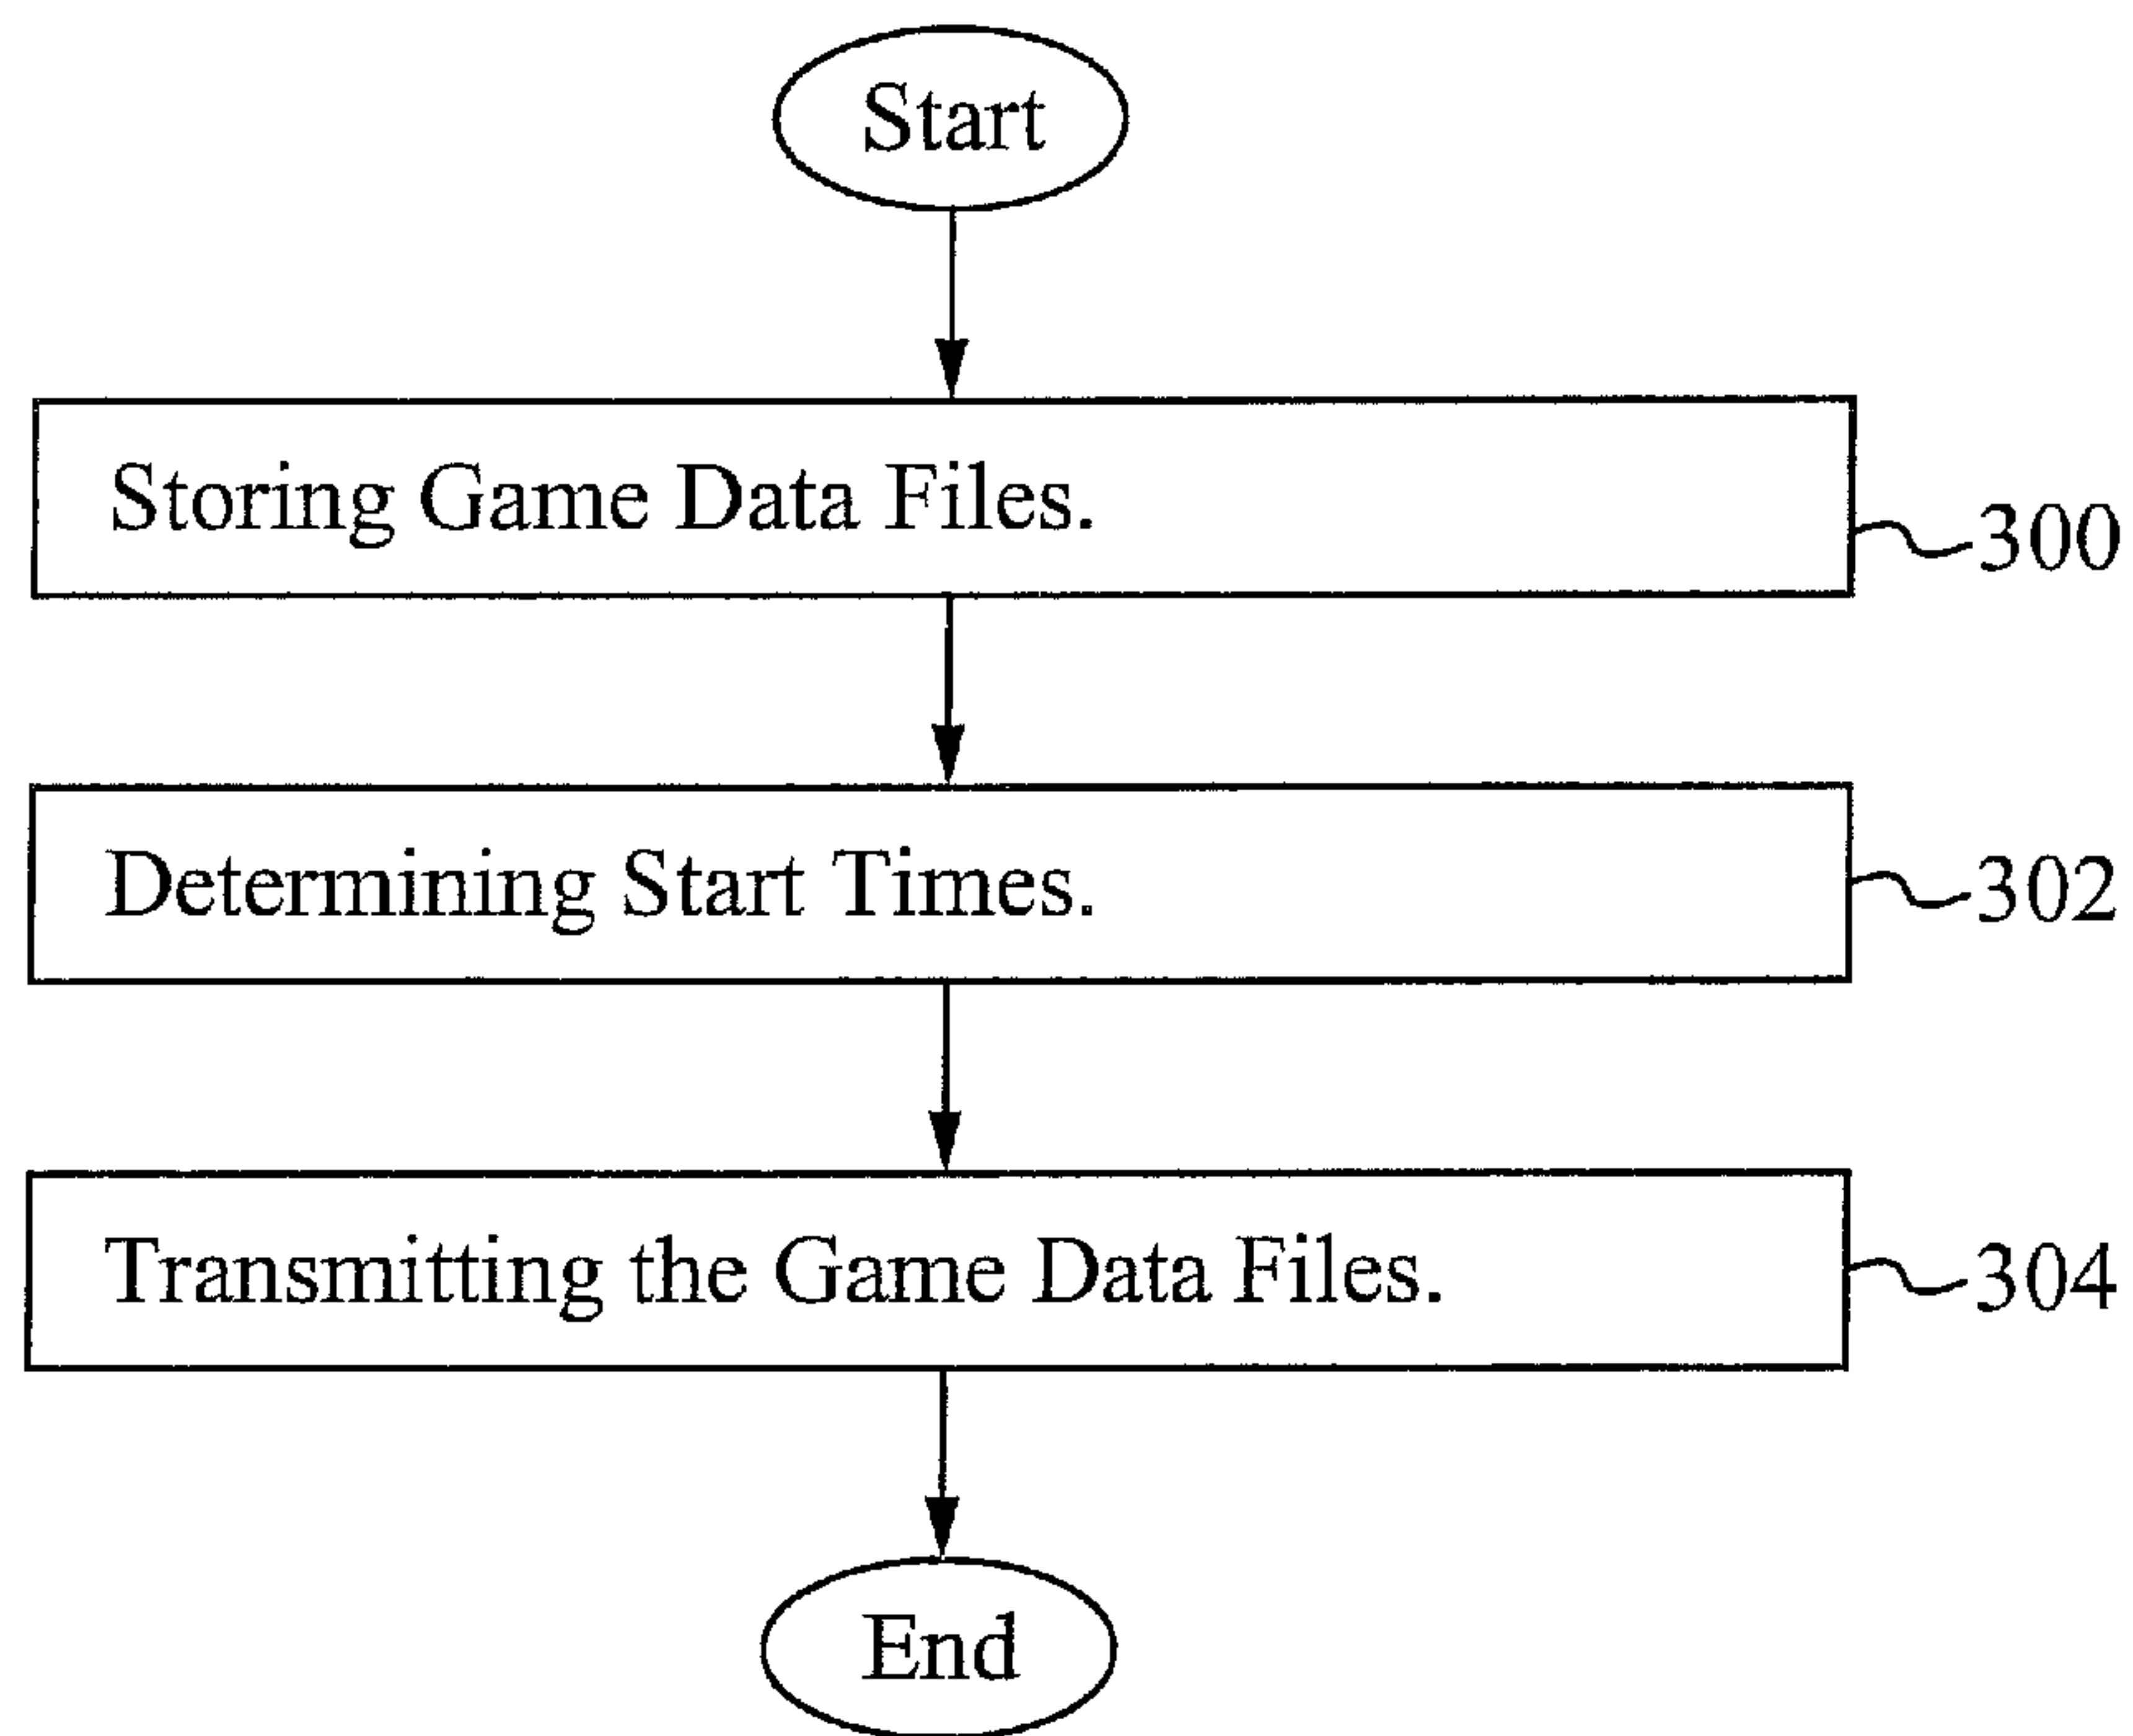 Start
Storing Game Data Files.
300
Determining Start Times.
302
Transmitting the Game Data Files.
304
End